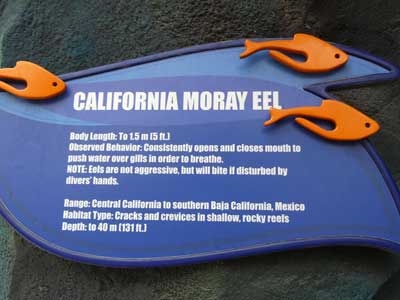 CALIFORNIA MORAY EEL
Body Length: To 1.5 m (5 ft.)
Observed Behavior: Consistently opens and closes mouth to
push water over gills in order to breathe.
NOTE: Eels are not aggressive, but will bite if disturbed by
divers' hands.
Range: Central California to southern Baja California, Mexico
Habitat Type: Cracks and crevices in shallow, rocky reefs
Depth: to 40 m (131 ft.)